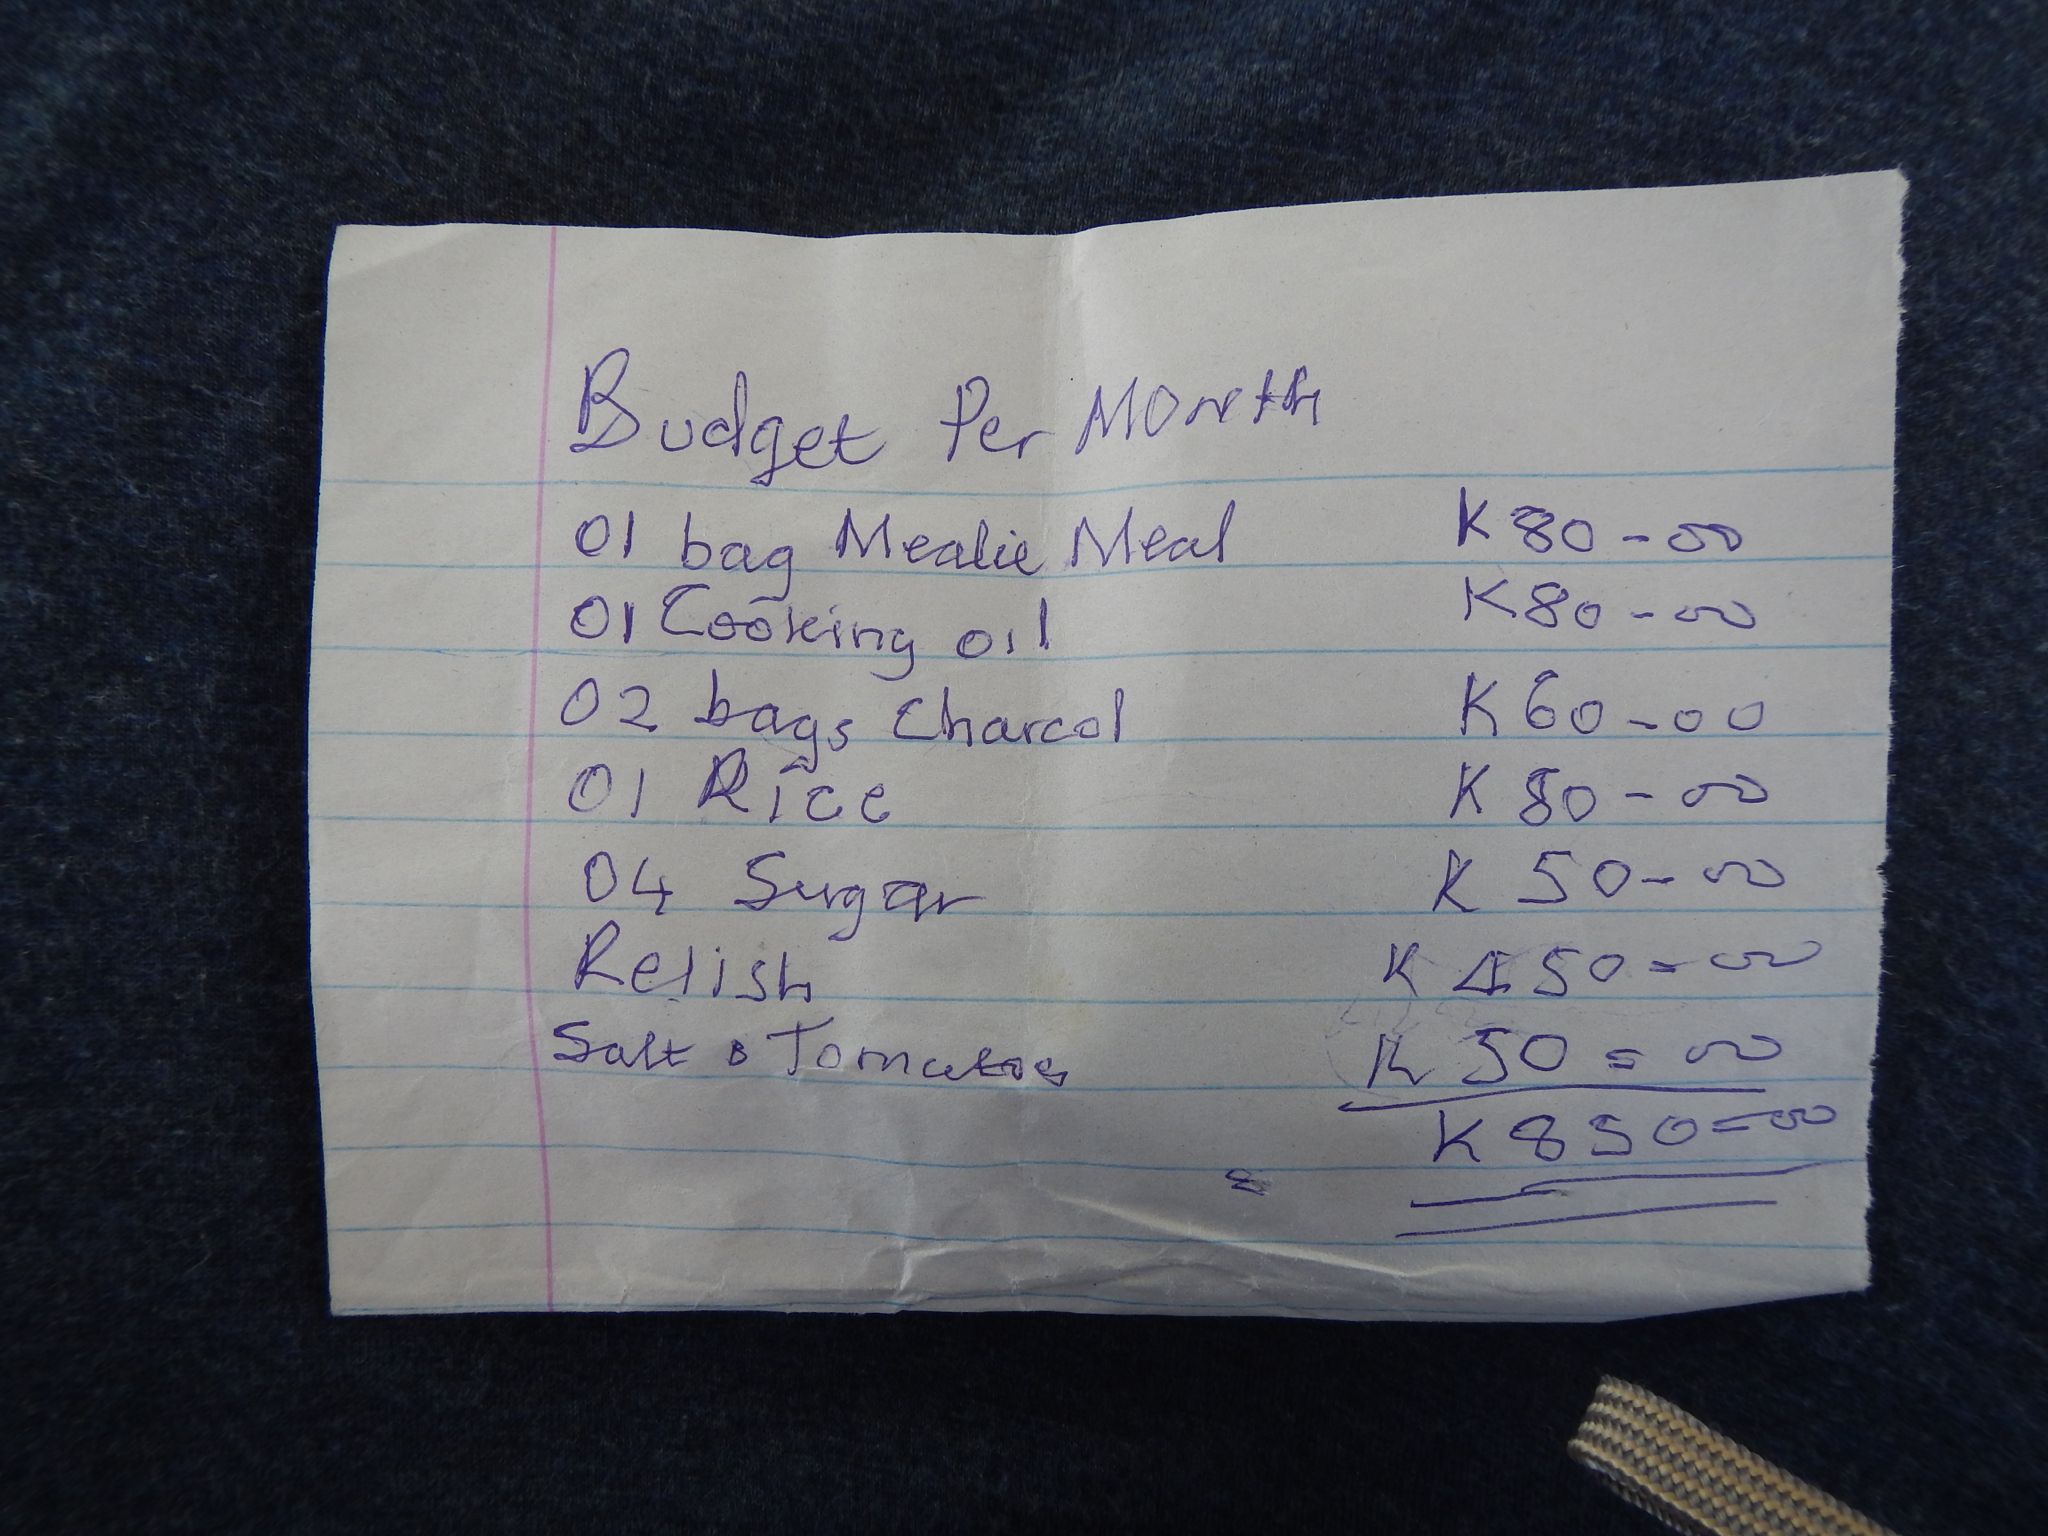 Budget Per Month
01 bag Mealie Meal K80-00
01 Cooking oil K80-00
02 bags Charcol K60-00
01 Rice K80-00
04 Sugar K50-00
Relish K450=00
Salt & Tomatoes K50=00
K850=00